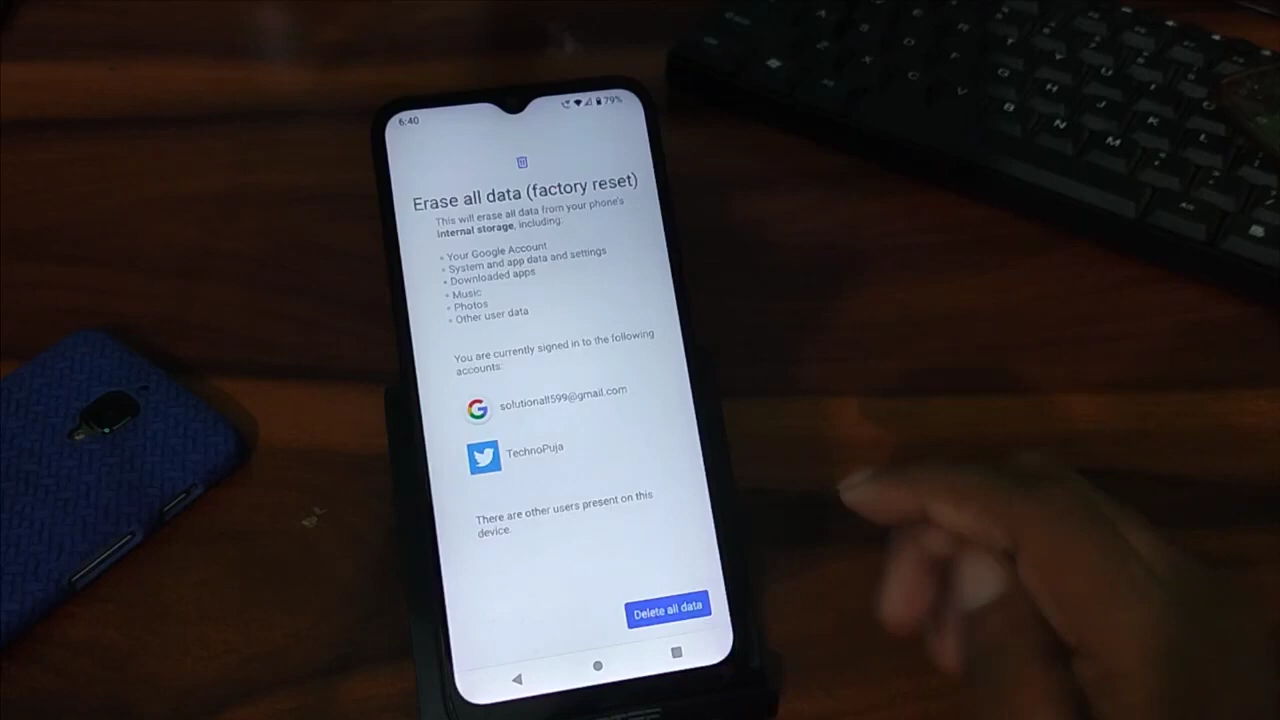 6:40
79%
Erase all data (factory reset)
This will erase all data from your phone's
internal storage, including:
• Your Google Account
• System and app data and settings
• Downloaded apps
• Music
• Photos
• Other user data
You are currently signed in to the following
accounts:
solutionall599@gmail.com
TechnoPuja
There are other users present on this
device.
Delete all data
V
B
N
M
G
H
J
K
L